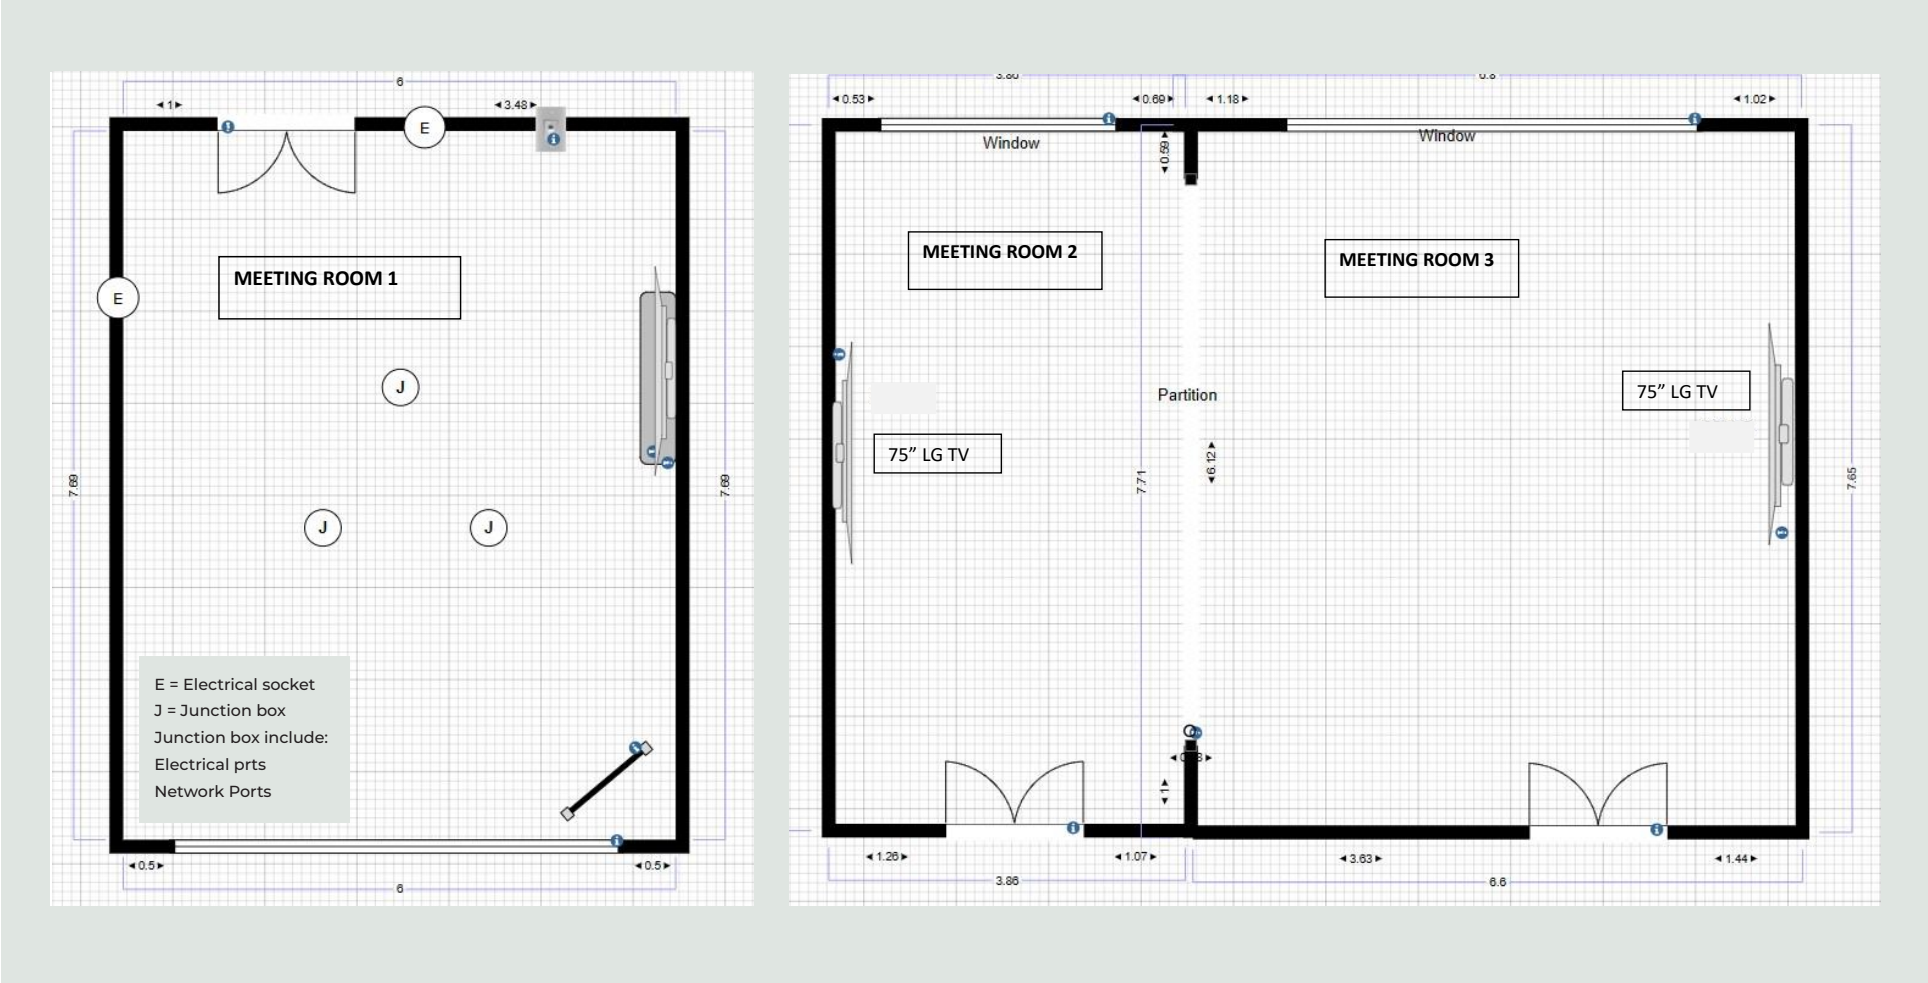 6
1
3.48
E
MEETING ROOM 1
E
J
7.69
7.69
J
J
E = Electrical socket
J = Junction box
Junction box include:
Electrical prts
Network Ports
0.5
0.5
6
3.86
0.53
0.69
1.18
1.02
Window
Window
0.59
MEETING ROOM 2
MEETING ROOM 3
75” LG TV
Partition
75” LG TV
6.12
7.71
7.65
1
1.26
1.07
3.63
1.44
3.86
6.6